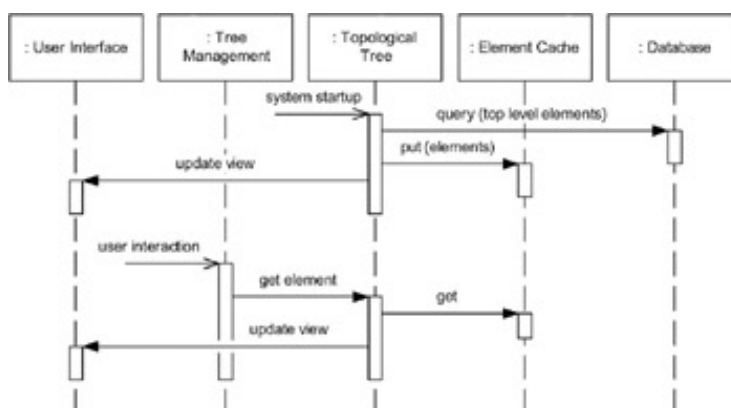 : User Interface
: Tree
Management
: Topological
Tree
: Element Cache
: Database
system startup
query (top level elements)
put (elements)
update view
user interaction
get element
get
update view